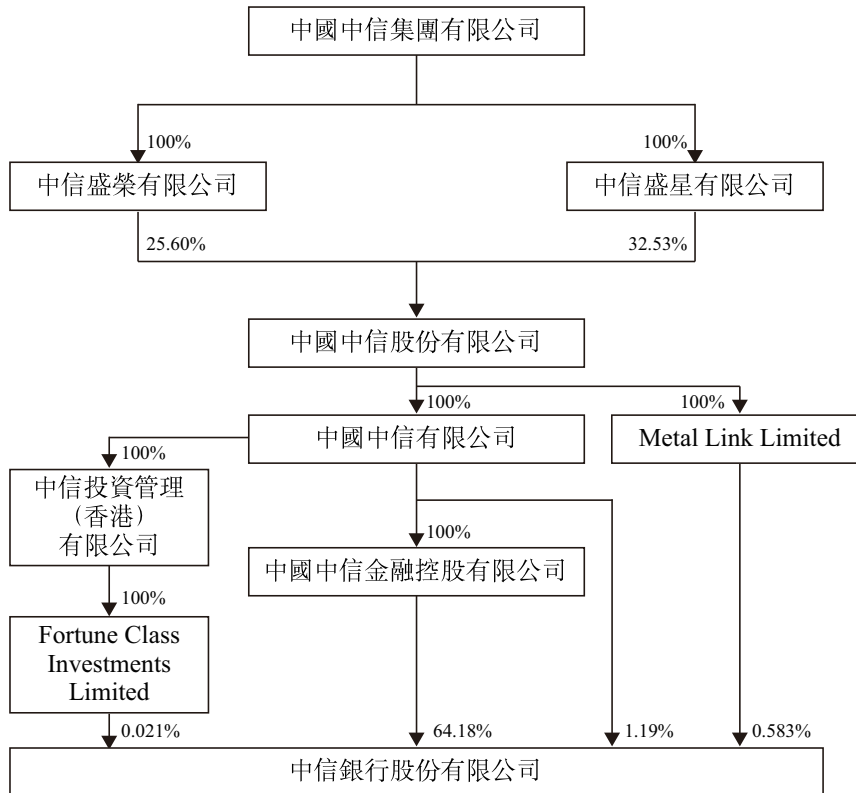 中國中信集團有限公司
100%
100%
中信盛榮有限公司
中信盛星有限公司
25.60%
32.53%
中國中信股份有限公司
100%
100%
中國中信有限公司
Metal Link Limited
100%
中信投資管理
（香港）
有限公司
100%
中國中信金融控股有限公司
100%
Fortune Class
Investments
Limited
0.021%
64.18%
1.19%
0.583%
中信銀行股份有限公司